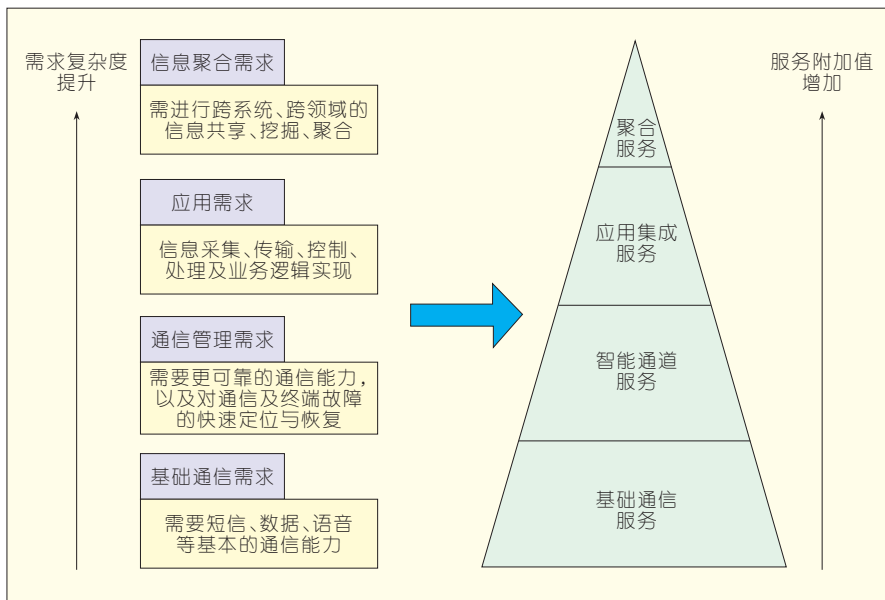 需求复杂度
提升
信息聚合需求
需进行跨系统、跨领域的
信息共享、挖掘、聚合
应用需求
信息采集、传输、控制、
处理及业务逻辑实现
通信管理需求
需要更可靠的通信能力，
以及对通信及终端故障
的快速定位与恢复
基础通信需求
需要短信、数据、语音
等基本的通信能力
聚合
服务
应用集成
服务
智能通道
服务
基础通信
服务
服务附加值
增加